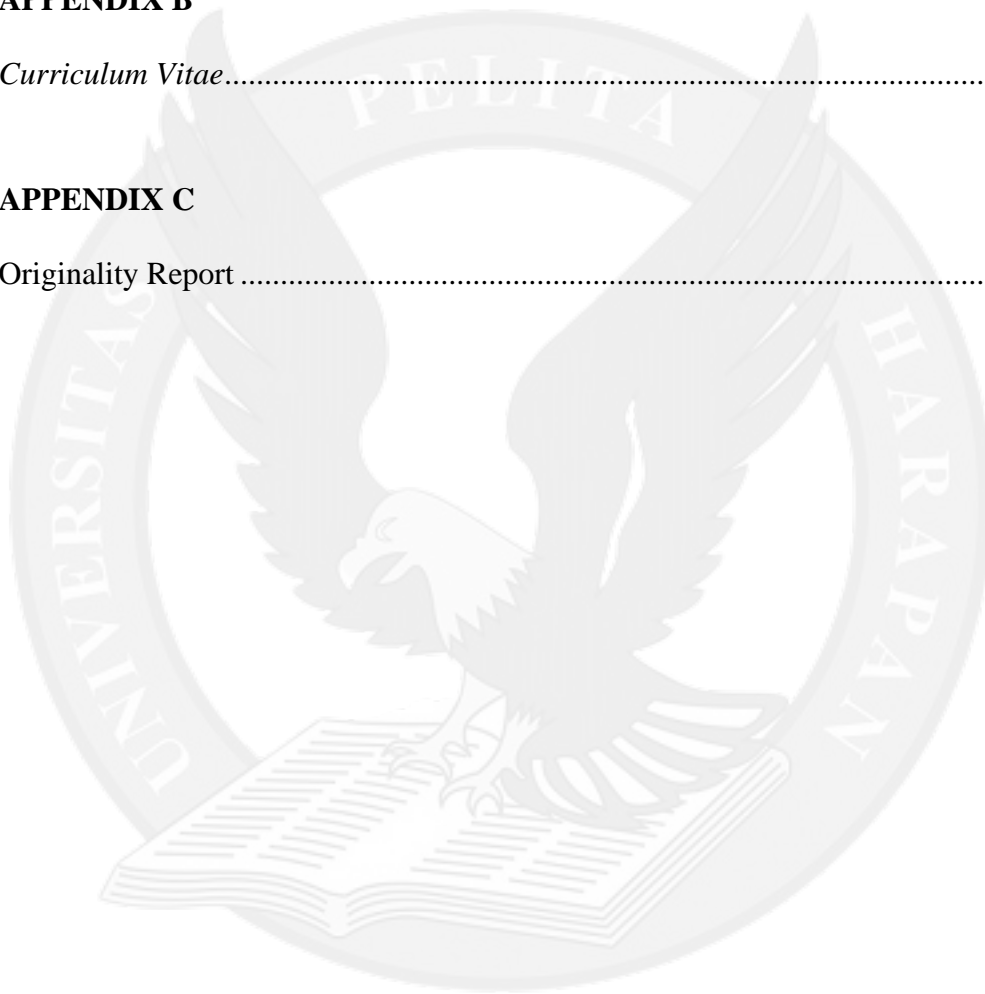 APPENDIX B
Curriculum Vitae........................................................................................
APPENDIX C
Originality Report ......................................................................................
UNIVERSITAS PELITA HARAPAN